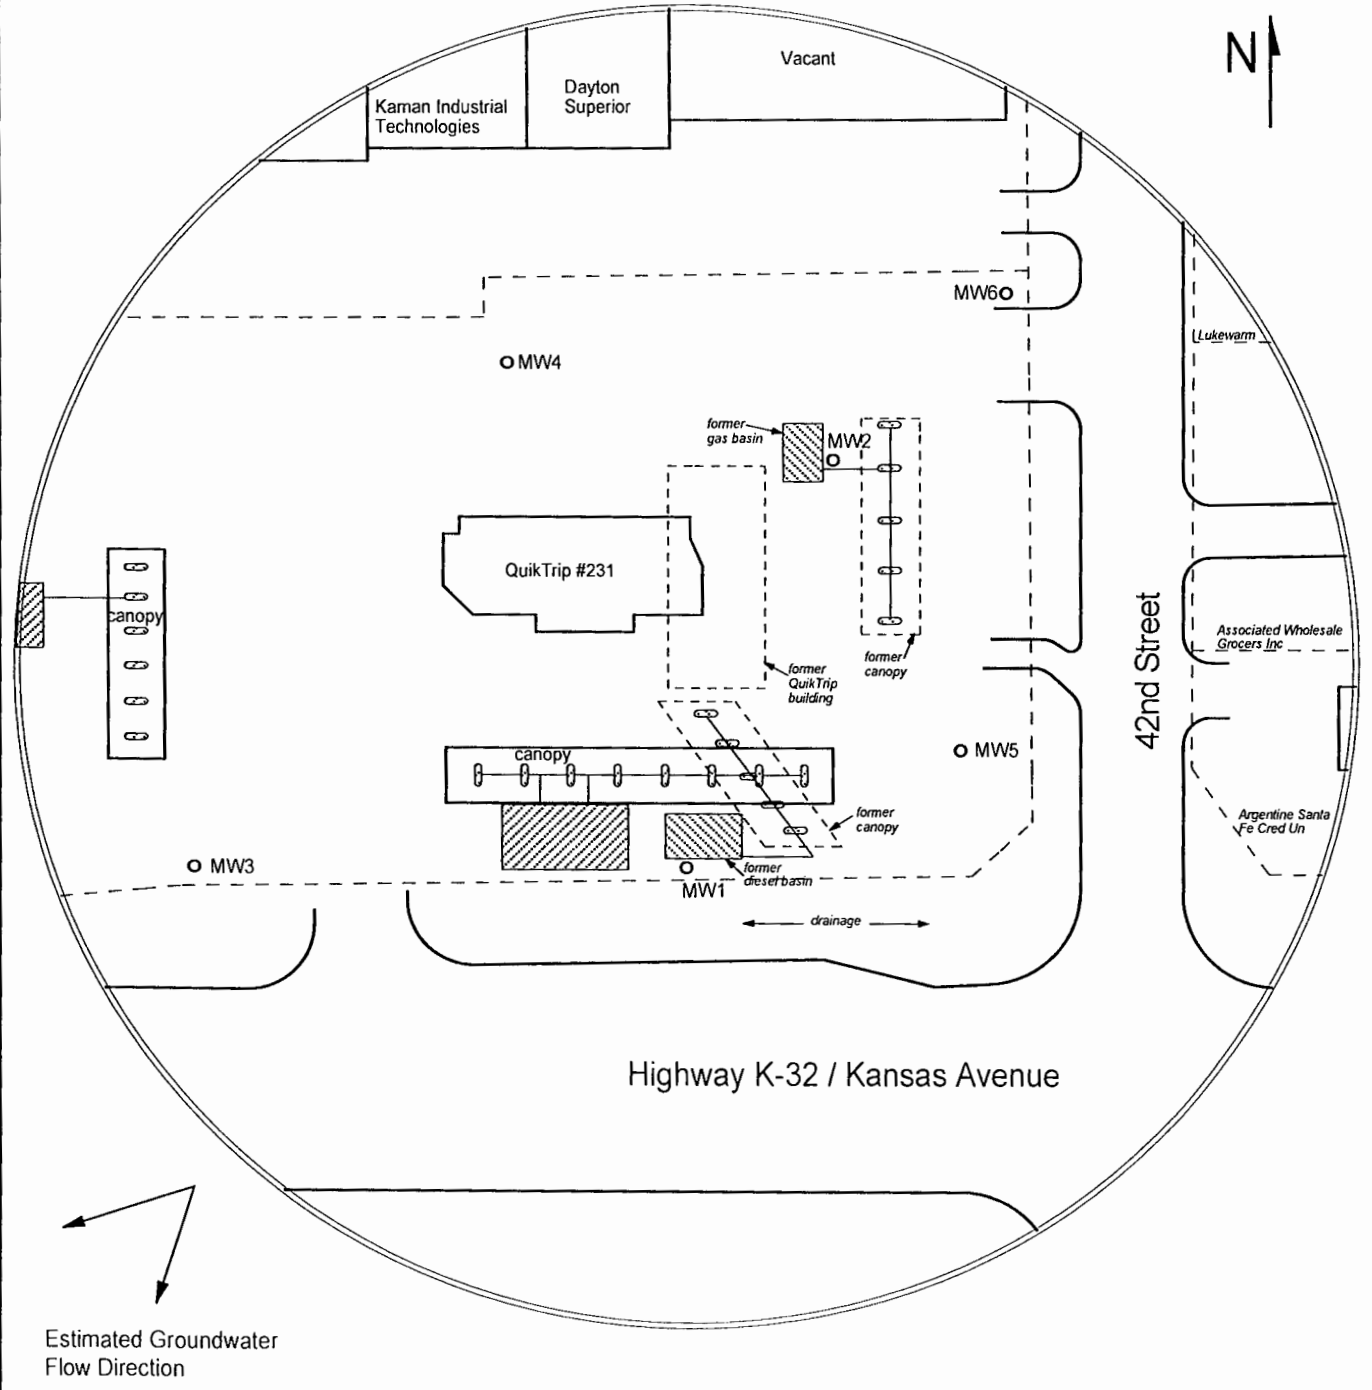 Vacant
N
Kaman Industrial
Technologies
Dayton
Superior
MW6
Lukewarm
MW4
former
gas basin
MW2
QuikTrip #231
canopy
Associated Wholesale
Grocers Inc
former
canopy
former
QuikTrip
building
42nd Street
canopy
MW5
former
canopy
Argentine Santa
Fe Cred Un
MW3
former
diesel basin
MW1
drainage
Highway K-32 / Kansas Avenue
Estimated Groundwater
Flow Direction